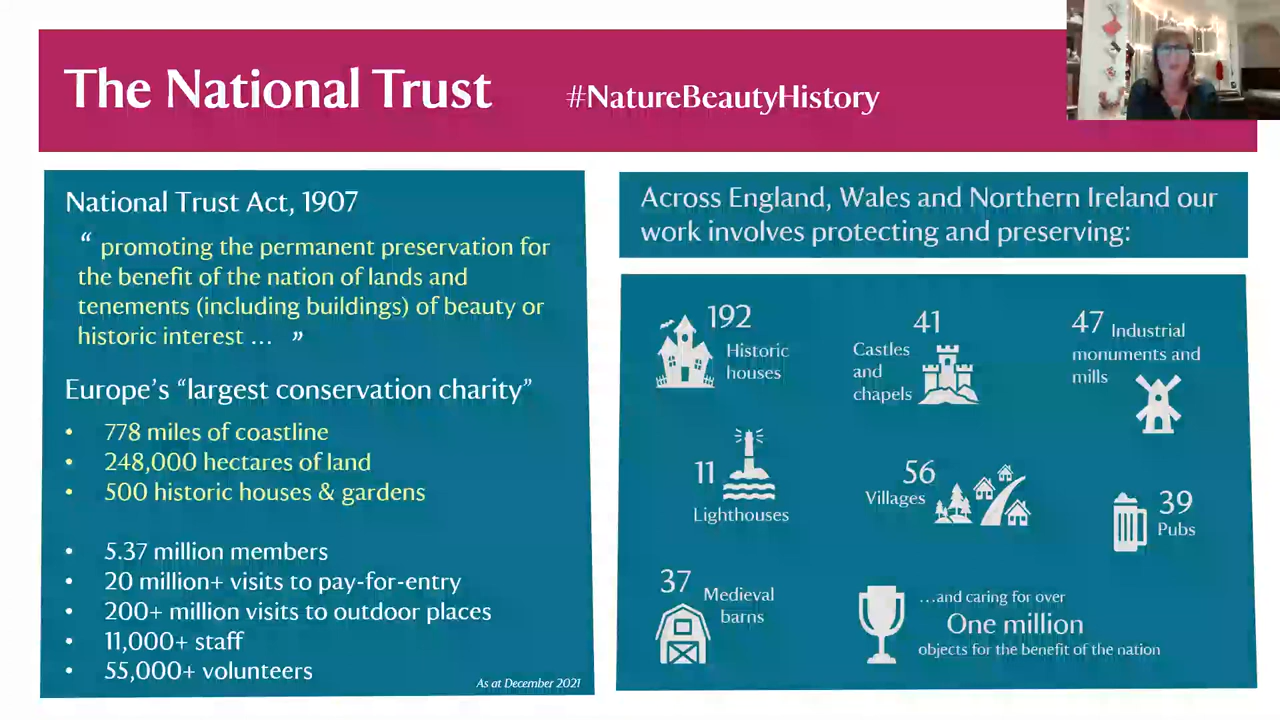 The National Trust
#NatureBeautyHistory
National Trust Act, 1907
“ promoting the permanent preservation for
the benefit of the nation of lands and
tenements (including buildings) of beauty or
historic interest … ”
Europe’s “largest conservation charity”
• 778 miles of coastline
• 248,000 hectares of land
• 500 historic houses & gardens
• 5.37 million members
• 20 million+ visits to pay-for-entry
• 200+ million visits to outdoor places
• 11,000+ staff
• 55,000+ volunteers
As at December 2021
Across England, Wales and Northern Ireland our
work involves protecting and preserving:
192
Historic
houses
41
Castles
and
chapels
47 Industrial
monuments and
mills
11
Lighthouses
56
Villages
39
Pubs
37 Medieval
barns
…and caring for over
One million
objects for the benefit of the nation